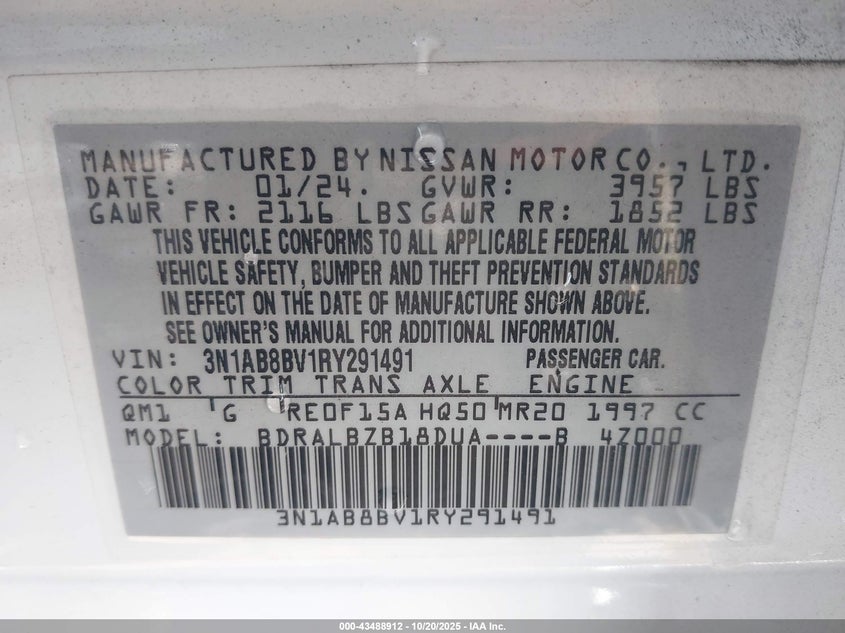 MANUFACTURED BY NISSAN MOTOR CO., LTD.
DATE: 01/24. GVWR: 3957 LBS
GAWR FR: 2116 LBS GAWR RR: 1852 LBS
THIS VEHICLE CONFORMS TO ALL APPLICABLE FEDERAL MOTOR
VEHICLE SAFETY, BUMPER AND THEFT PREVENTION STANDARDS
IN EFFECT ON THE DATE OF MANUFACTURE SHOWN ABOVE.
SEE OWNER'S MANUAL FOR ADDITIONAL INFORMATION.
VIN: 3N1AB8BV1RY291491 PASSENGER CAR.
COLOR TRIM TRANS AXLE ENGINE
QM1 G RE0F15A HQ50 MR20 1997 CC
MODEL: BDRALBZB18DUA----B 4Z000
3N1AB8BV1RY291491
000-43488912 | 10/20/2025 - IAA Inc.